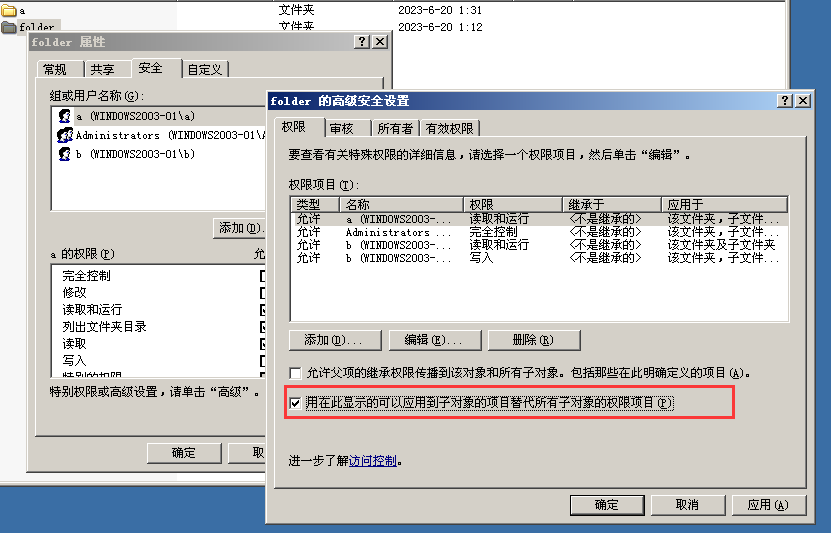 a 文件夹 2023-6-20 1:31
folder 文件夹 2023-6-20 1:12
folder 属性
常规 共享 安全 自定义
组或用户名称(G):
a (WINDOWS2003-01\a)
Administrators (WINDOWS2003-01\A
b (WINDOWS2003-01\b)
添加(D).
a 的权限(P) 允
完全控制
修改
读取和运行
列出文件夹目录
读取
写入
特别的权限
特别权限或高级设置，请单击“高级”。
确定 取
folder 的高级安全设置
权限 审核 所有者 有效权限
要查看有关特殊权限的详细信息，请选择一个权限项目，然后单击“编辑”。
权限项目(T):
类型 名称 权限 继承于 应用于
允许 a (WINDOWS2003-... 读取和运行 <不是继承的> 该文件夹，子文件...
允许 Administrators ... 完全控制 <不是继承的> 该文件夹，子文件...
允许 b (WINDOWS2003-... 读取和运行 <不是继承的> 该文件夹及子文件夹
允许 b (WINDOWS2003-... 写入 <不是继承的> 该文件夹，子文件...
添加(D)... 编辑(E)... 删除(R)
允许父项的继承权限传播到该对象和所有子对象。包括那些在此明确定义的项目(A)。
用在此显示的可以应用到子对象的项目替代所有子对象的权限项目(P)
进一步了解访问控制。
确定 取消 应用(A)